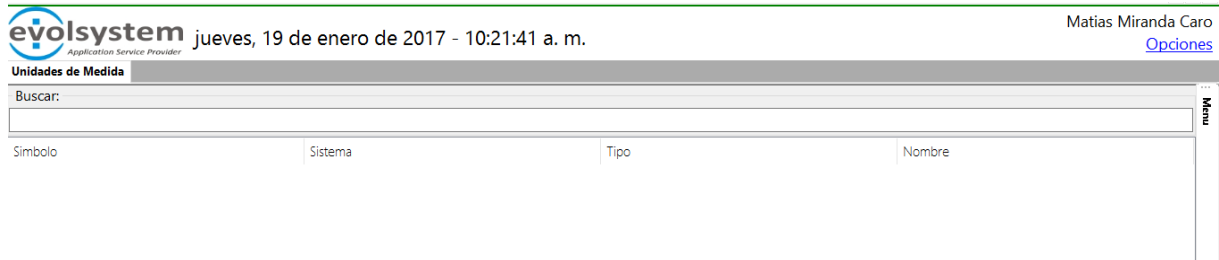 evolsystem
Application Service Provider
jueves, 19 de enero de 2017 - 10:21:41 a. m.
Matias Miranda Caro
Opciones
Unidades de Medida
Buscar:
Menu
Simbolo Sistema Tipo Nombre